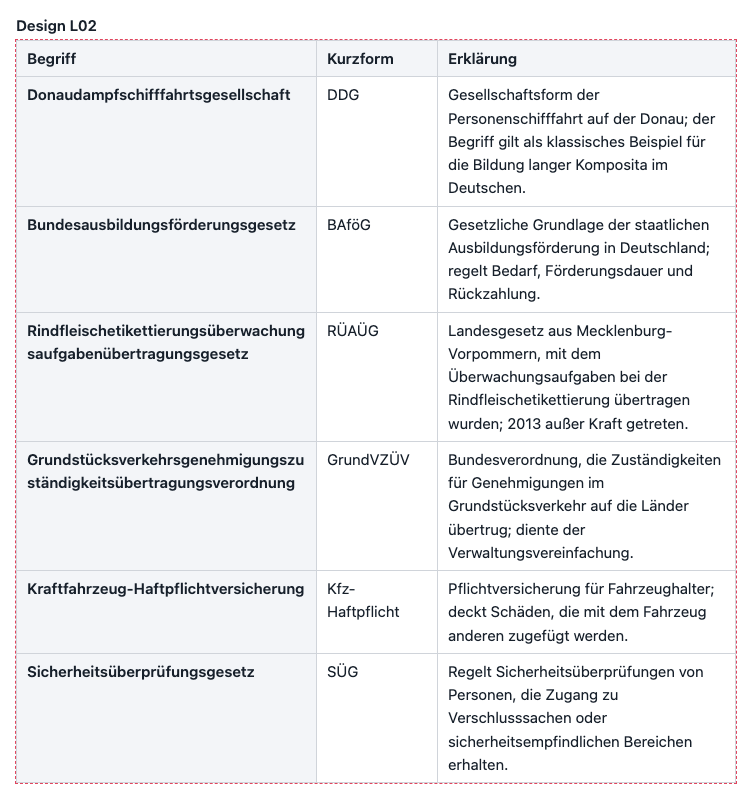 Design L02
Begriff Kurzform Erklärung
Donaudampfschifffahrtsgesellschaft DDG Gesellschaftsform der
Personenschifffahrt auf der Donau; der
Begriff gilt als klassisches Beispiel für
die Bildung langer Komposita im
Deutschen.
Bundesausbildungsförderungsgesetz BAföG Gesetzliche Grundlage der staatlichen
Ausbildungsförderung in Deutschland;
regelt Bedarf, Förderungsdauer und
Rückzahlung.
Rindfleischetikettierungsüberwachung RÜAÜG Landesgesetz aus Mecklenburg-
saufgabenübertragungsgesetz Vorpommern, mit dem
Überwachungsaufgaben bei der
Rindfleischetikettierung übertragen
wurden; 2013 außer Kraft getreten.
Grundstücksverkehrsgenehmigungszu GrundVZÜV Bundesverordnung, die Zuständigkeiten
ständigkeitsübertragungsverordnung für Genehmigungen im
Grundstücksverkehr auf die Länder
übertrug; diente der
Verwaltungsvereinfachung.
Kraftfahrzeug-Haftpflichtversicherung Kfz- Pflichtversicherung für Fahrzeughalter;
Haftpflicht deckt Schäden, die mit dem Fahrzeug
anderen zugefügt werden.
Sicherheitsüberprüfungsgesetz SÜG Regelt Sicherheitsüberprüfungen von
Personen, die Zugang zu
Verschlusssachen oder
sicherheitsempfindlichen Bereichen
erhalten.